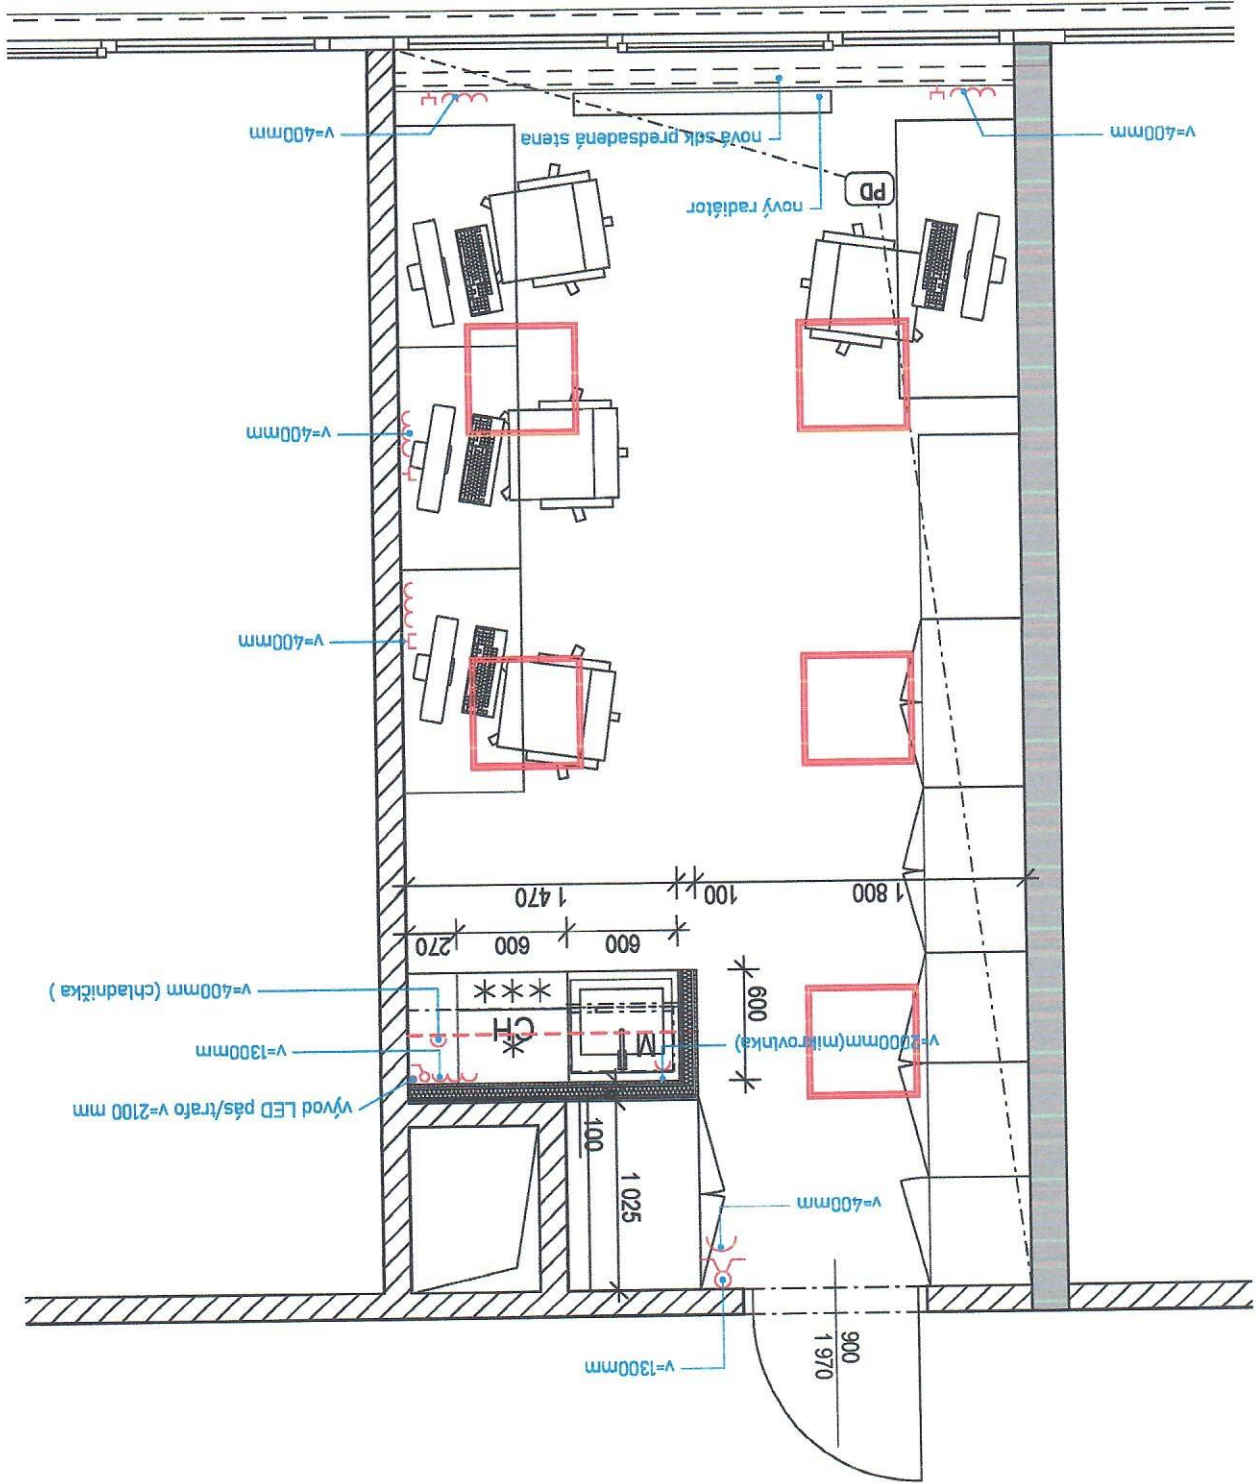 900
1 970
v=1300mm
v=400mm
1 025
100
vývod LED pás/trafo v=2100 mm
v=1300mm
v=400mm (chladnička )
v=2000mm(mikrovlnka)
M
CH
600
600
600
270
1 800
100
1 470
v=400mm
v=400mm
nový radiátor
PD
nová sdk predsadená stena
v=400mm
v=400mm